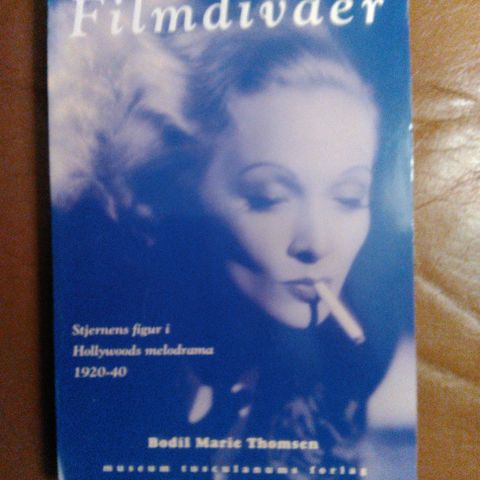 Filmdivaer
Stjernens figur i
Hollywoods melodrama
1920-40
Bodil Marie Thomsen
museum tusculanums forlag